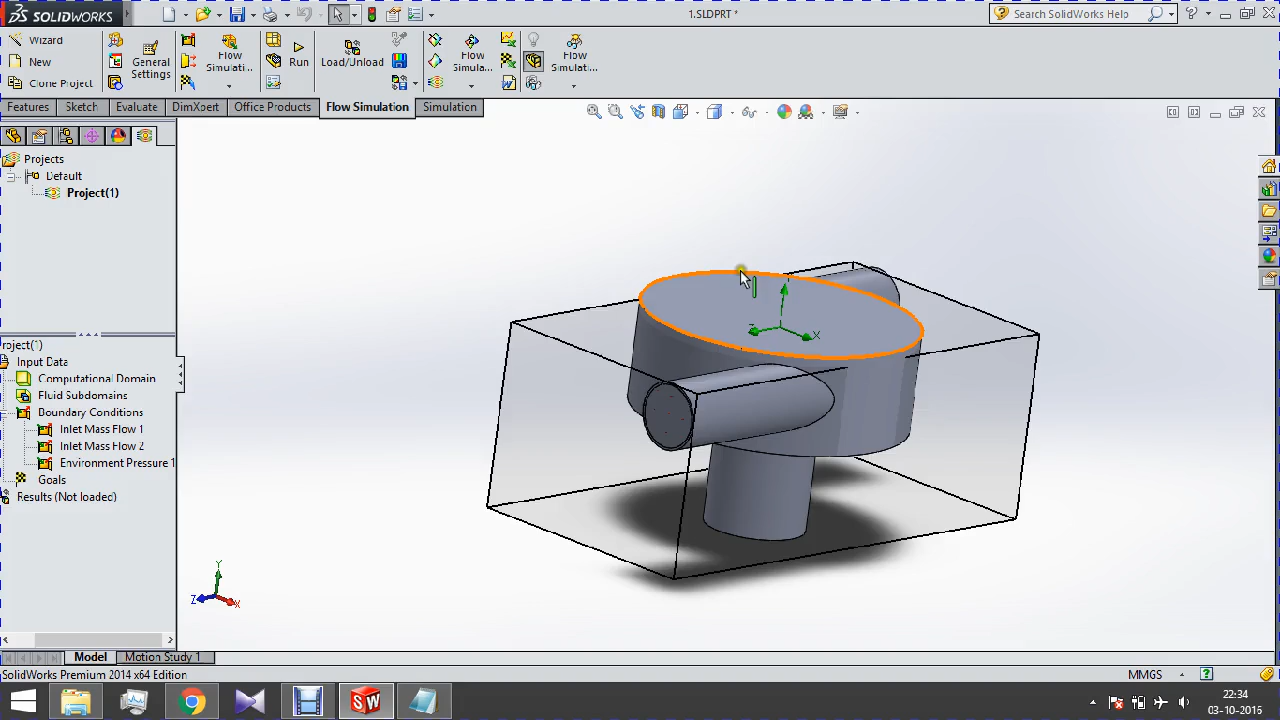 SOLIDWORKS
1.SLDPRT *
Search SolidWorks Help
Wizard
New
Clone Project
General
Settings
Flow
Simulati...
Run
Load/Unload
Flow
Simula...
Flow
Simulati...
Features
Sketch
Evaluate
DimXpert
Office Products
Flow Simulation
Simulation
Projects
Default
Project(1)
roject(1)
Input Data
Computational Domain
Fluid Subdomains
Boundary Conditions
Inlet Mass Flow 1
Inlet Mass Flow 2
Environment Pressure 1
Goals
Results (Not loaded)
Z
X
Y
Z
X
Model
Motion Study 1
SolidWorks Premium 2014 x64 Edition
MMGS
SW
22:34
03-10-2016